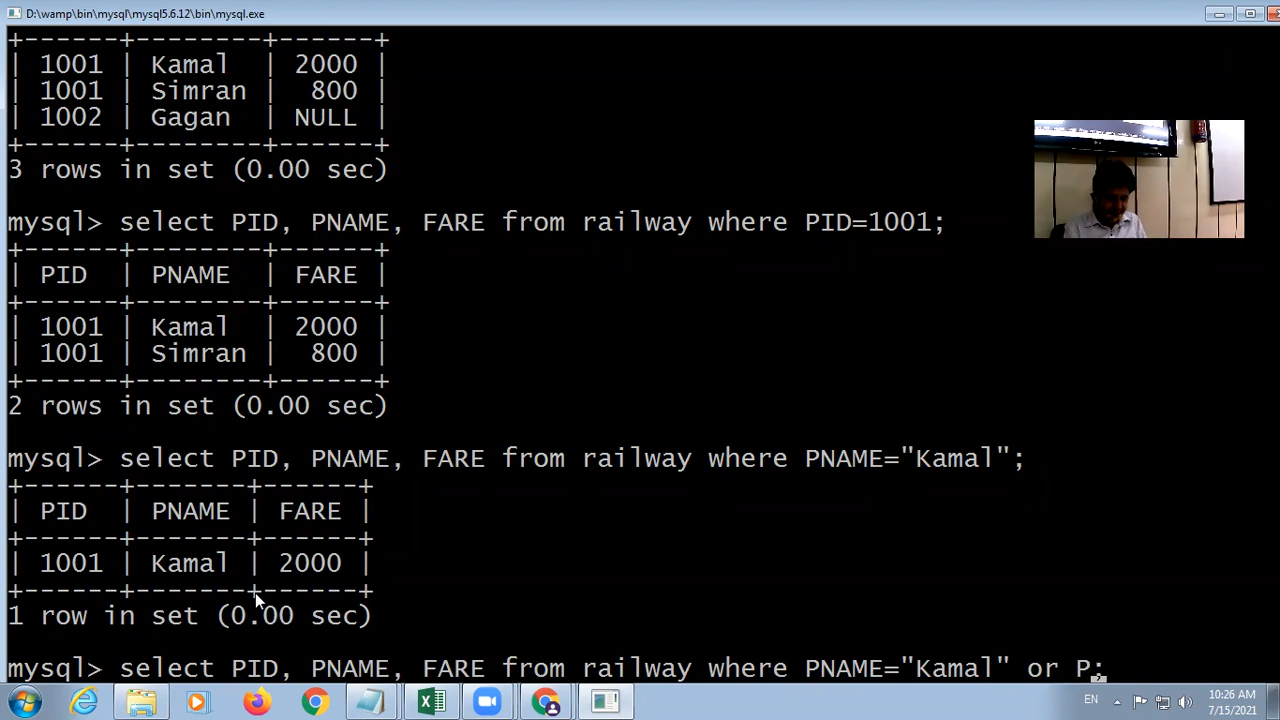 D:\wamp\bin\mysql\mysql5.6.12\bin\mysql.exe
+------+--------+------+
| 1001 | Kamal  | 2000 |
| 1001 | Simran |  800 |
| 1002 | Gagan  | NULL |
+------+--------+------+
3 rows in set (0.00 sec)
mysql> select PID, PNAME, FARE from railway where PID=1001;
+------+--------+------+
| PID  | PNAME  | FARE |
+------+--------+------+
| 1001 | Kamal  | 2000 |
| 1001 | Simran |  800 |
+------+--------+------+
2 rows in set (0.00 sec)
mysql> select PID, PNAME, FARE from railway where PNAME="Kamal";
+------+-------+------+
| PID  | PNAME | FARE |
+------+-------+------+
| 1001 | Kamal | 2000 |
+------+-------+------+
1 row in set (0.00 sec)
mysql> select PID, PNAME, FARE from railway where PNAME="Kamal" or P;
EN
10:26 AM
7/15/2021